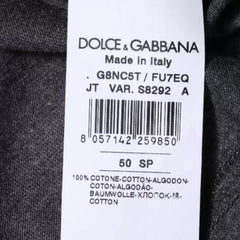 DOLCE & GABBANA
Made in Italy
. G8NC5T / FU7EQ
JT VAR. S8292 A
8 057142 259850
50 SP
100% COTONE-COTTON-ALGODON-
COTON-ALGODÃO-
BAUMWOLLE-ХЛОПОК-棉-
COTTON